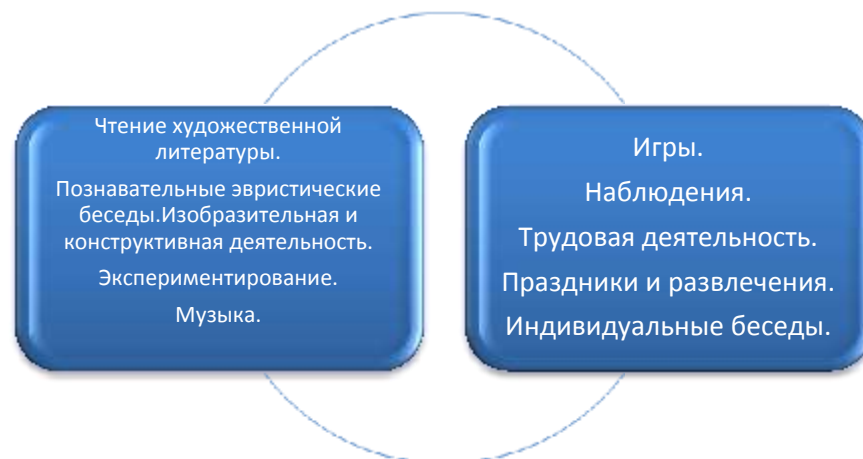 Чтение художественной
литературы.
Познавательные эвристические
беседы.Изобразительная и
конструктивная деятельность.
Экспериментирование.
Музыка.
Игры.
Наблюдения.
Трудовая деятельность.
Праздники и развлечения.
Индивидуальные беседы.